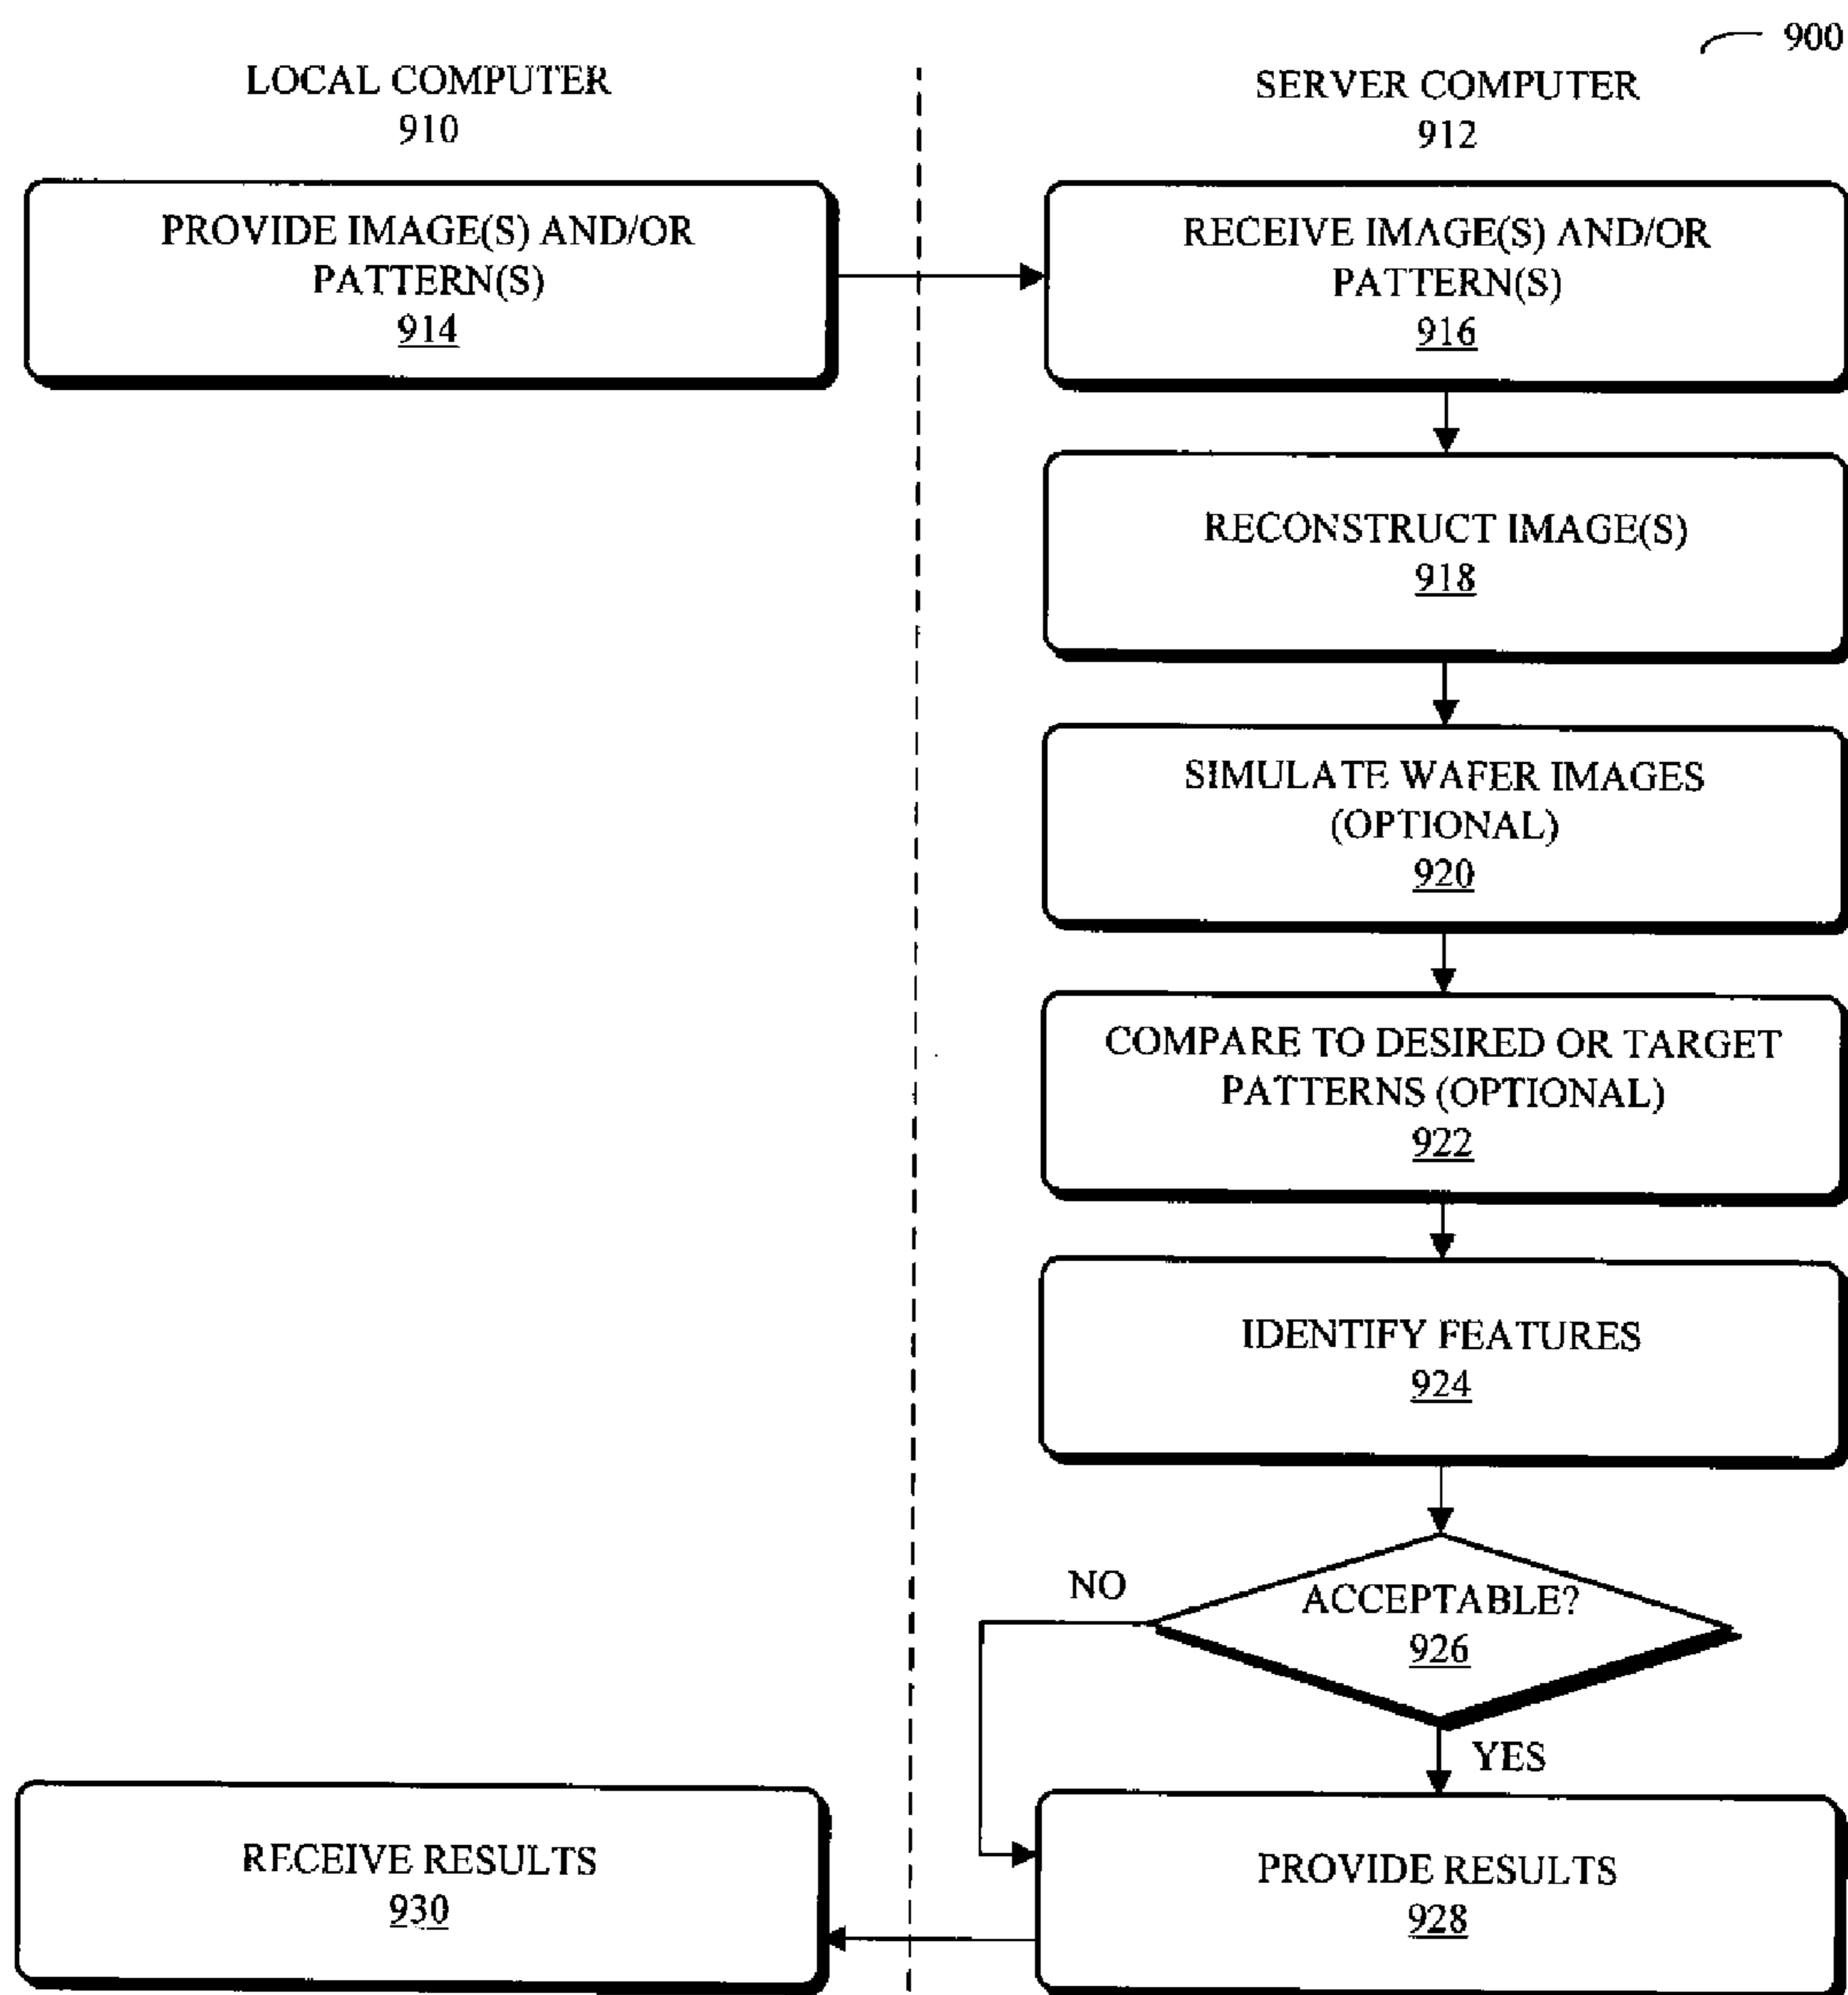 900
LOCAL COMPUTER
910
SERVER COMPUTER
912
PROVIDE IMAGE(S) AND/OR
PATTERN(S)
914
RECEIVE IMAGE(S) AND/OR
PATTERN(S)
916
RECONSTRUCT IMAGE(S)
918
SIMULATE WAFER IMAGES
(OPTIONAL)
920
COMPARE TO DESIRED OR TARGET
PATTERNS (OPTIONAL)
922
IDENTIFY FEATURES
924
NO
ACCEPTABLE?
926
YES
RECEIVE RESULTS
930
PROVIDE RESULTS
928